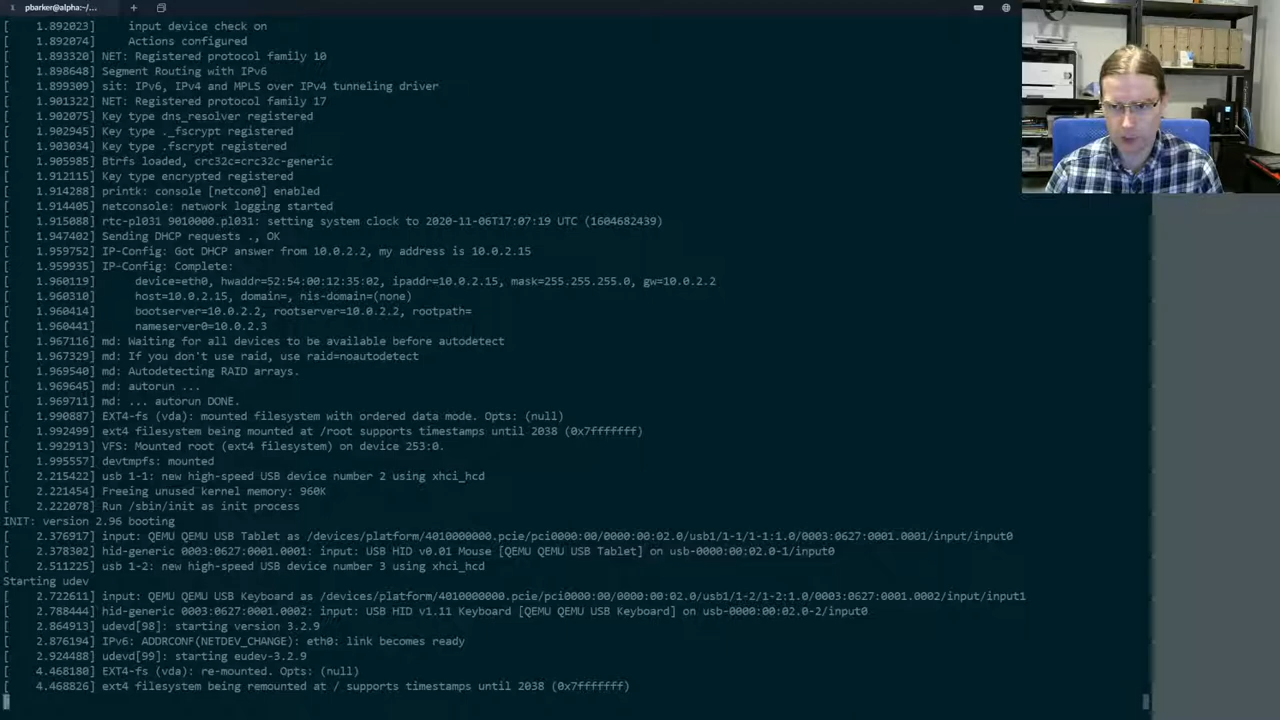 1 pbarker@alpha:~/... +
[    1.892023]     input device check on
[    1.892074]     Actions configured
[    1.893320] NET: Registered protocol family 10
[    1.898648] Segment Routing with IPv6
[    1.899309] sit: IPv6, IPv4 and MPLS over IPv4 tunneling driver
[    1.901322] NET: Registered protocol family 17
[    1.902075] Key type dns_resolver registered
[    1.902945] Key type ._fscrypt registered
[    1.903034] Key type .fscrypt registered
[    1.905985] Btrfs loaded, crc32c=crc32c-generic
[    1.912115] Key type encrypted registered
[    1.914288] printk: console [netcon0] enabled
[    1.914405] netconsole: network logging started
[    1.915088] rtc-pl031 9010000.pl031: setting system clock to 2020-11-06T17:07:19 UTC (1604682439)
[    1.947402] Sending DHCP requests ., OK
[    1.959752] IP-Config: Got DHCP answer from 10.0.2.2, my address is 10.0.2.15
[    1.959935] IP-Config: Complete:
[    1.960119]      device=eth0, hwaddr=52:54:00:12:35:02, ipaddr=10.0.2.15, mask=255.255.255.0, gw=10.0.2.2
[    1.960310]      host=10.0.2.15, domain=, nis-domain=(none)
[    1.960414]      bootserver=10.0.2.2, rootserver=10.0.2.2, rootpath=
[    1.960441]      nameserver0=10.0.2.3
[    1.967116] md: Waiting for all devices to be available before autodetect
[    1.967329] md: If you don't use raid, use raid=noautodetect
[    1.969540] md: Autodetecting RAID arrays.
[    1.969645] md: autorun ...
[    1.969711] md: ... autorun DONE.
[    1.990887] EXT4-fs (vda): mounted filesystem with ordered data mode. Opts: (null)
[    1.992499] ext4 filesystem being mounted at /root supports timestamps until 2038 (0x7fffffff)
[    1.992913] VFS: Mounted root (ext4 filesystem) on device 253:0.
[    1.995557] devtmpfs: mounted
[    2.215422] usb 1-1: new high-speed USB device number 2 using xhci_hcd
[    2.221454] Freeing unused kernel memory: 960K
[    2.222078] Run /sbin/init as init process
INIT: version 2.96 booting
[    2.376917] input: QEMU QEMU USB Tablet as /devices/platform/4010000000.pcie/pci0000:00/0000:00:02.0/usb1/1-1/1-1:1.0/0003:0627:0001.0001/input/input0
[    2.378302] hid-generic 0003:0627:0001.0001: input: USB HID v0.01 Mouse [QEMU QEMU USB Tablet] on usb-0000:00:02.0-1/input0
[    2.511225] usb 1-2: new high-speed USB device number 3 using xhci_hcd
Starting udev
[    2.722611] input: QEMU QEMU USB Keyboard as /devices/platform/4010000000.pcie/pci0000:00/0000:00:02.0/usb1/1-2/1-2:1.0/0003:0627:0001.0002/input/input1
[    2.788444] hid-generic 0003:0627:0001.0002: input: USB HID v1.11 Keyboard [QEMU QEMU USB Keyboard] on usb-0000:00:02.0-2/input0
[    2.864913] udevd[98]: starting version 3.2.9
[    2.876194] IPv6: ADDRCONF(NETDEV_CHANGE): eth0: link becomes ready
[    2.924488] udevd[99]: starting eudev-3.2.9
[    4.468180] EXT4-fs (vda): re-mounted. Opts: (null)
[    4.468826] ext4 filesystem being remounted at / supports timestamps until 2038 (0x7fffffff)